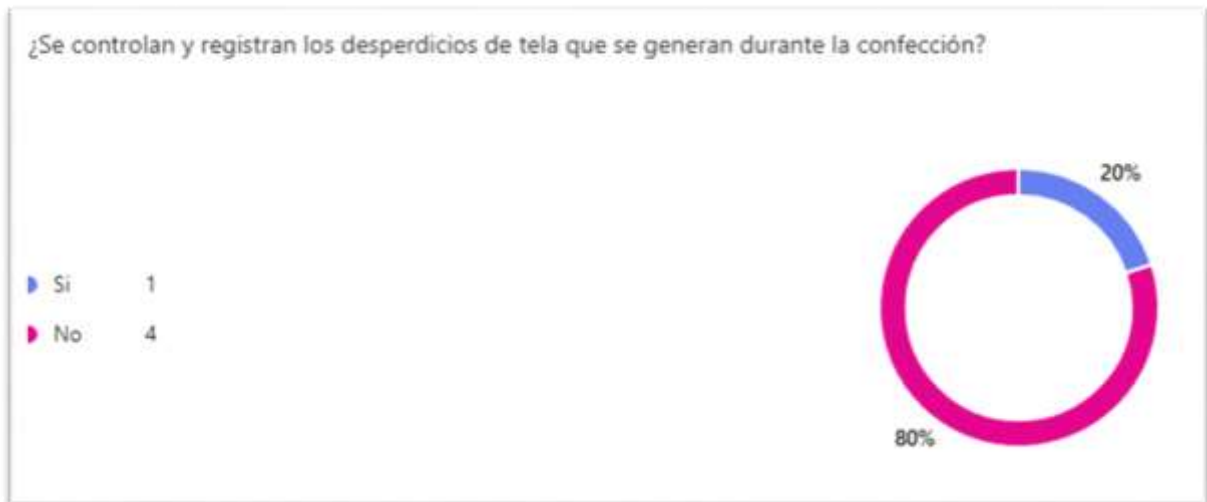 ¿Se controlan y registran los desperdicios de tela que se generan durante la confección?
20%
Si 1
No 4
80%